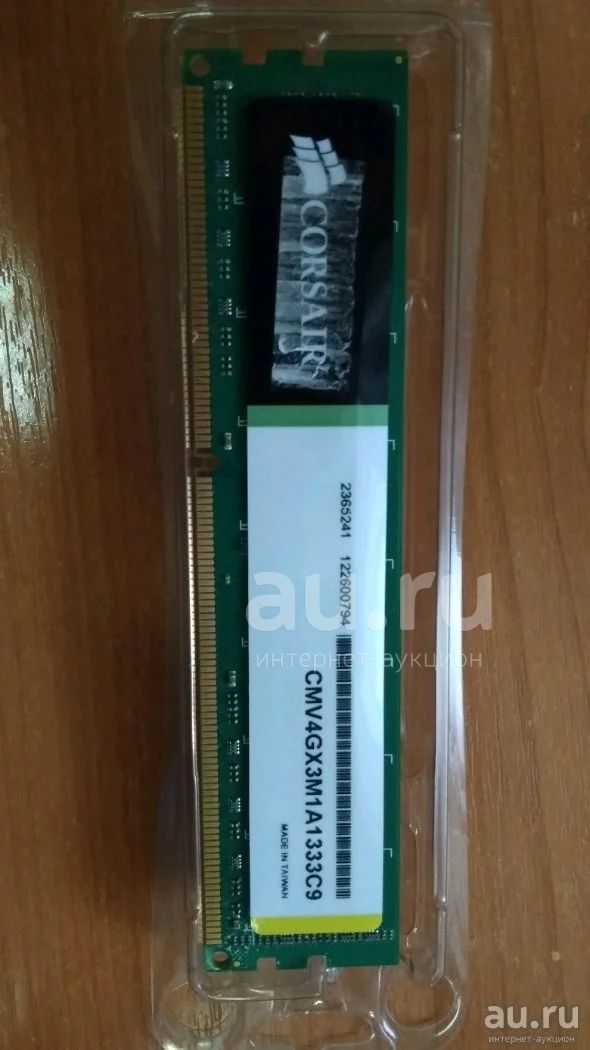 CORSAIR
2365241 122600794
CMV4GX3M1A1333C9
MADE IN TAIWAN
au.ru
интернет-аукцион
au.ru
интернет-аукцион